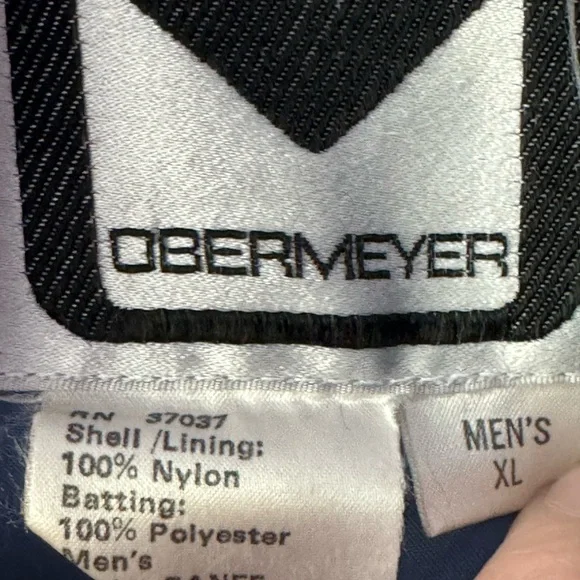 OBERMEYER
RN 37037
Shell /Lining:
100% Nylon
Batting:
100% Polyester
Men's
MEN'S
XL